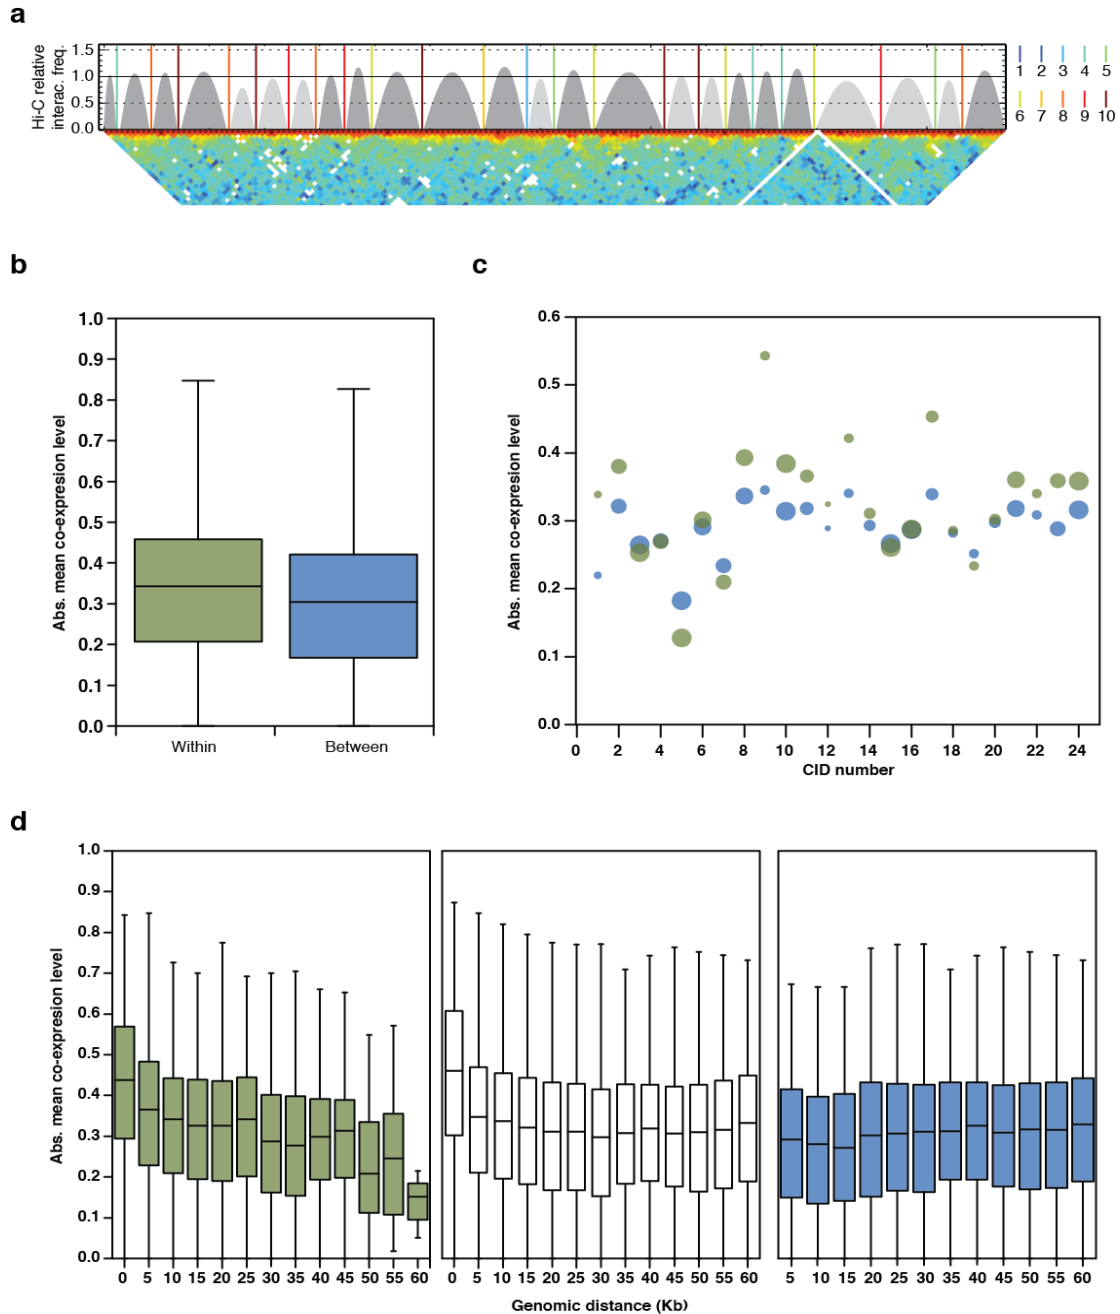 a
Hi-C relative
interac. freq.
1.5
1.0
0.5
0.0
1 2 3 4 5
6 7 8 9 10
b
Abs. mean co-expresion level
1.0
0.9
0.8
0.7
0.6
0.5
0.4
0.3
0.2
0.1
0.0
Within Between
c
Abs. mean co-expresion level
0.6
0.5
0.4
0.3
0.2
0.1
0.0
0 2 4 6 8 10 12 14 16 18 20 22 24
CID number
d
Abs. mean co-expresion level
1.0
0.9
0.8
0.7
0.6
0.5
0.4
0.3
0.2
0.1
0.0
0 5 10 15 20 25 30 35 40 45 50 55 60
0 5 10 15 20 25 30 35 40 45 50 55 60
5 10 15 20 25 30 35 40 45 50 55 60
Genomic distance (Kb)